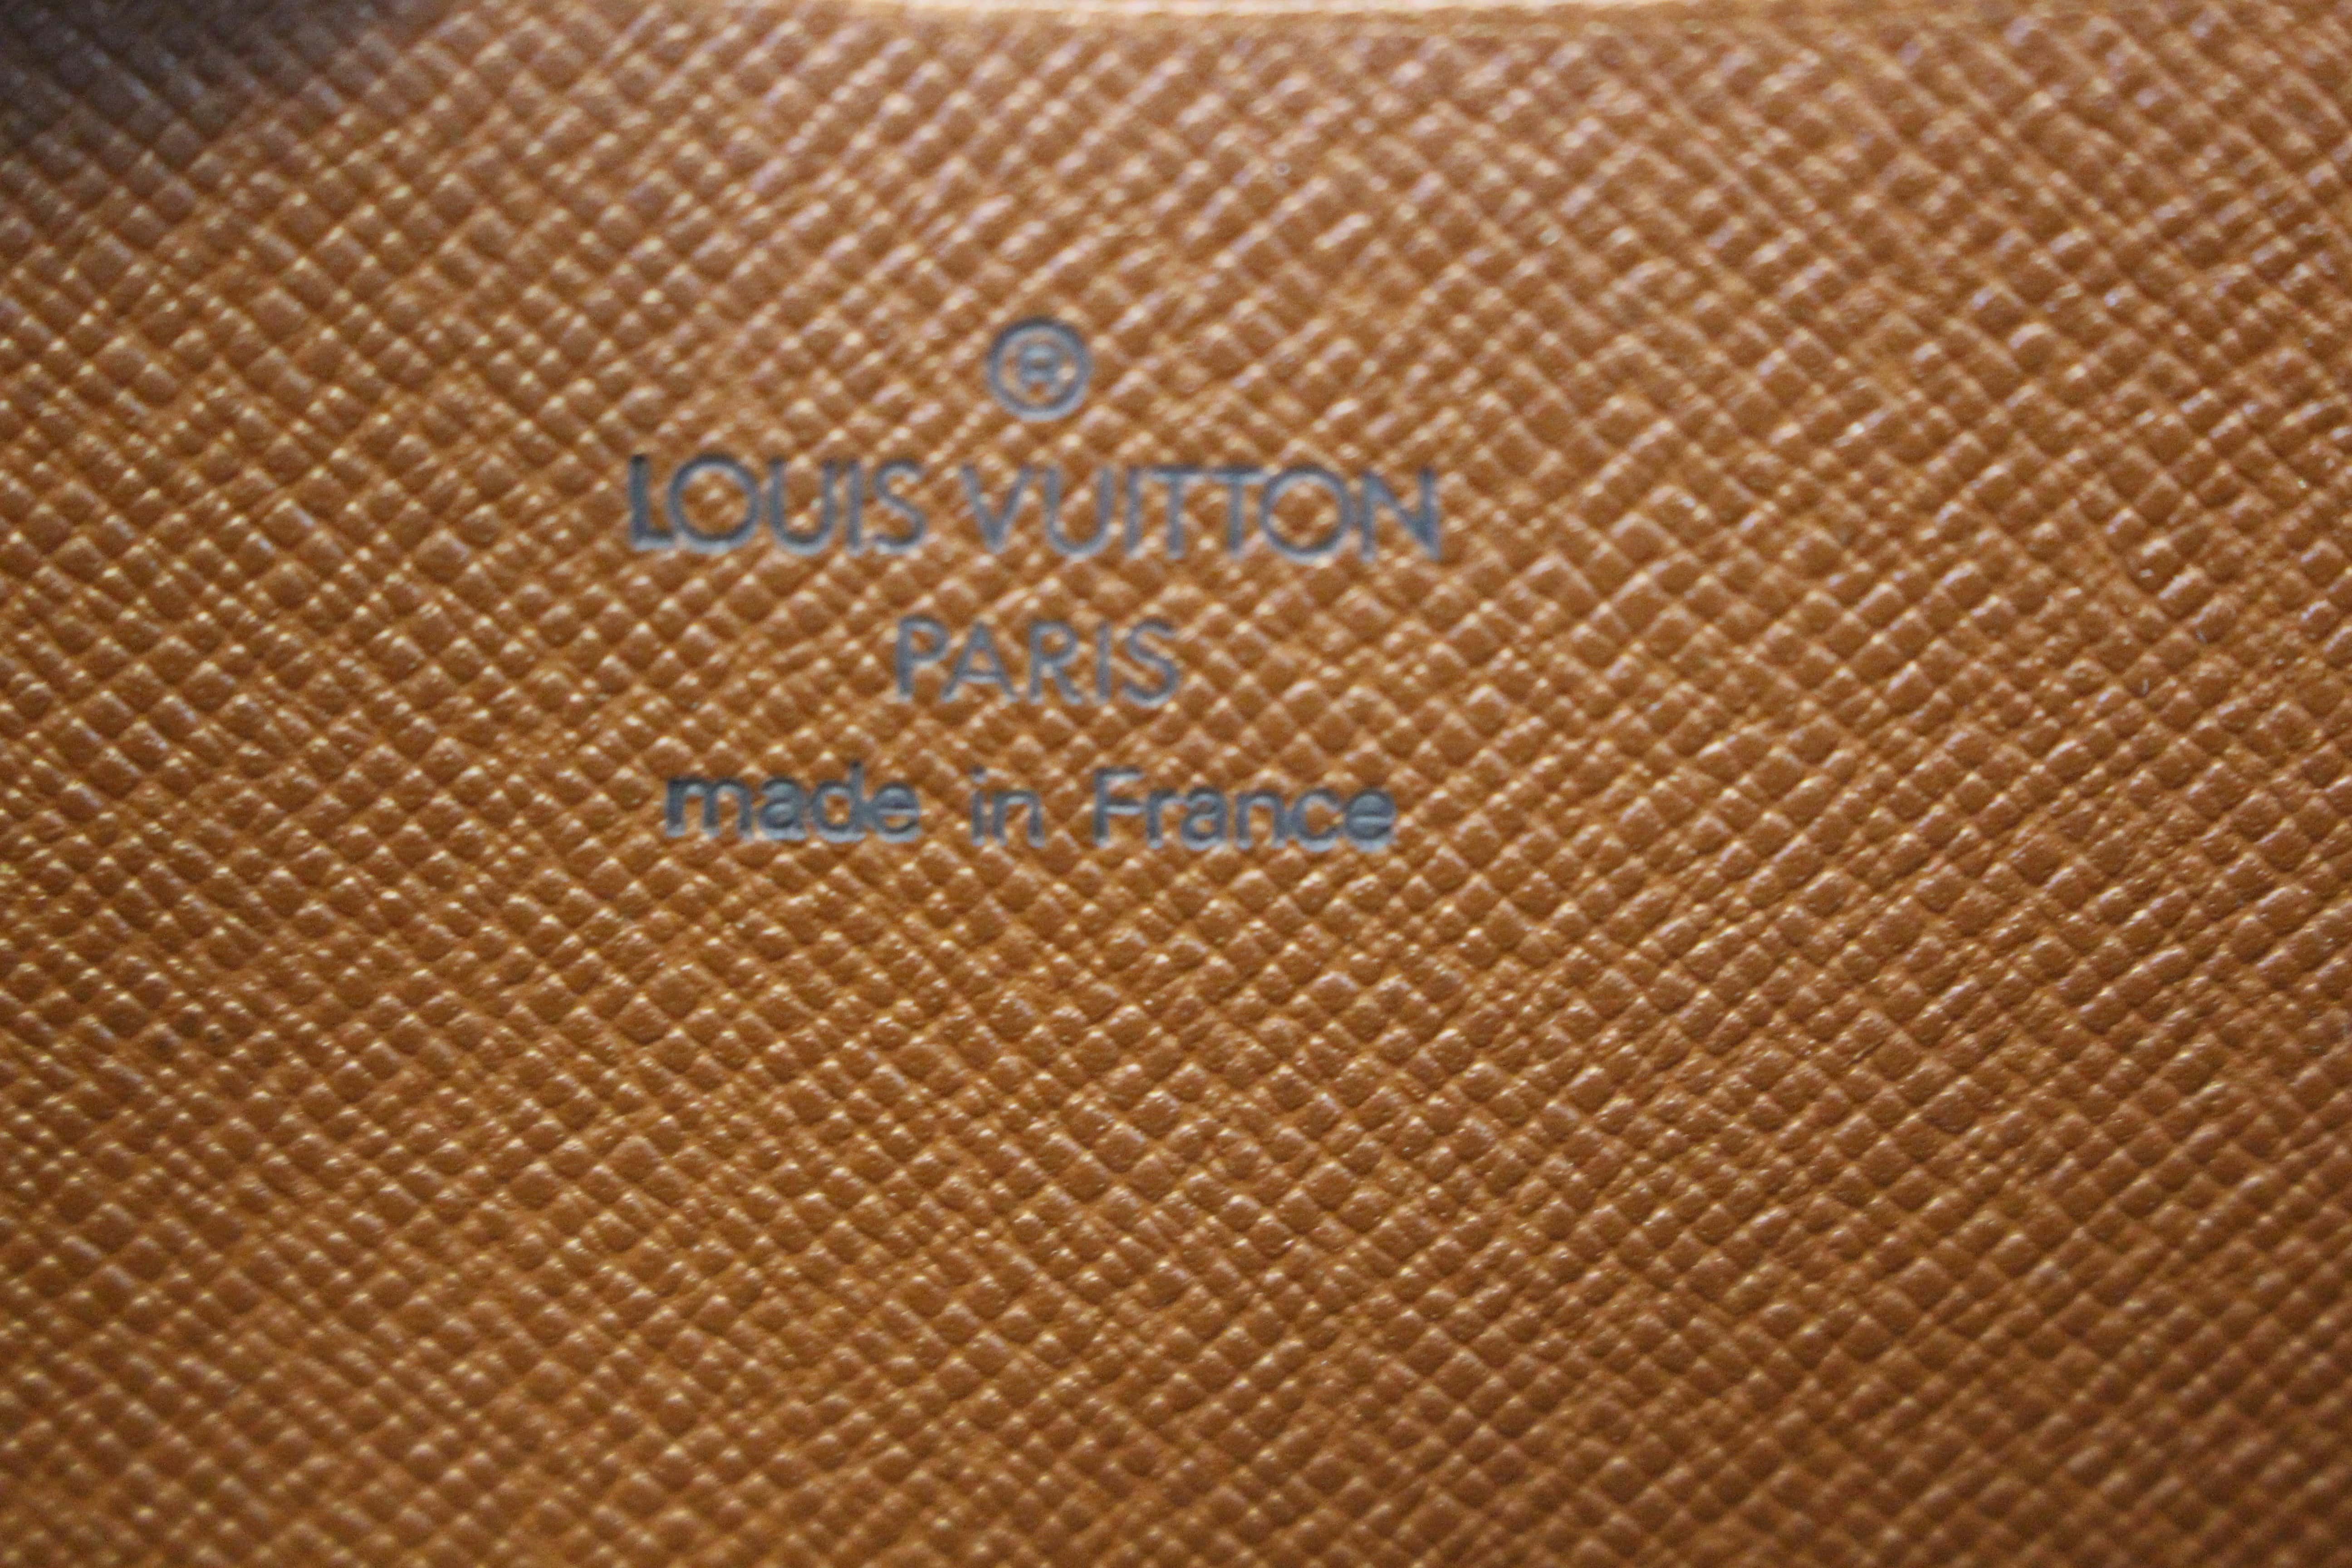 ®
LOUIS VUITTON
PARIS
made in France